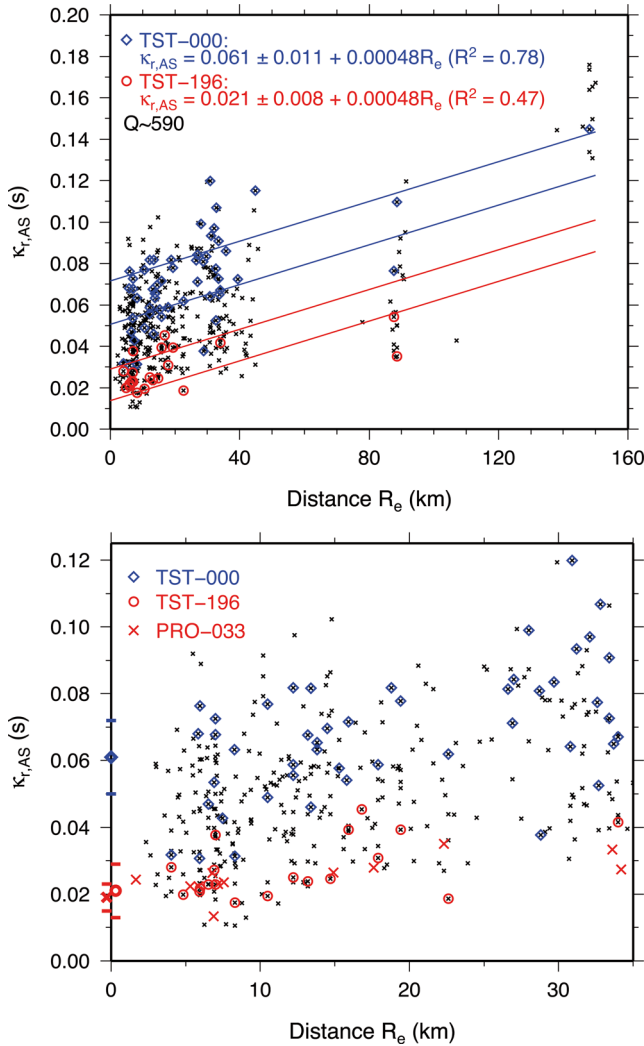 0.20
0.18
0.16
0.14
0.12
0.10
0.08
0.06
0.04
0.02
0.00
κr,AS (s)
TST−000:
κr,AS = 0.061 ± 0.011 + 0.00048Re (R² = 0.78)
TST−196:
κr,AS = 0.021 ± 0.008 + 0.00048Re (R² = 0.47)
Q~590
0 40 80 120 160
Distance Re (km)
0.12
0.10
0.08
0.06
0.04
0.02
0.00
κr,AS (s)
TST−000
TST−196
PRO−033
0 10 20 30
Distance Re (km)